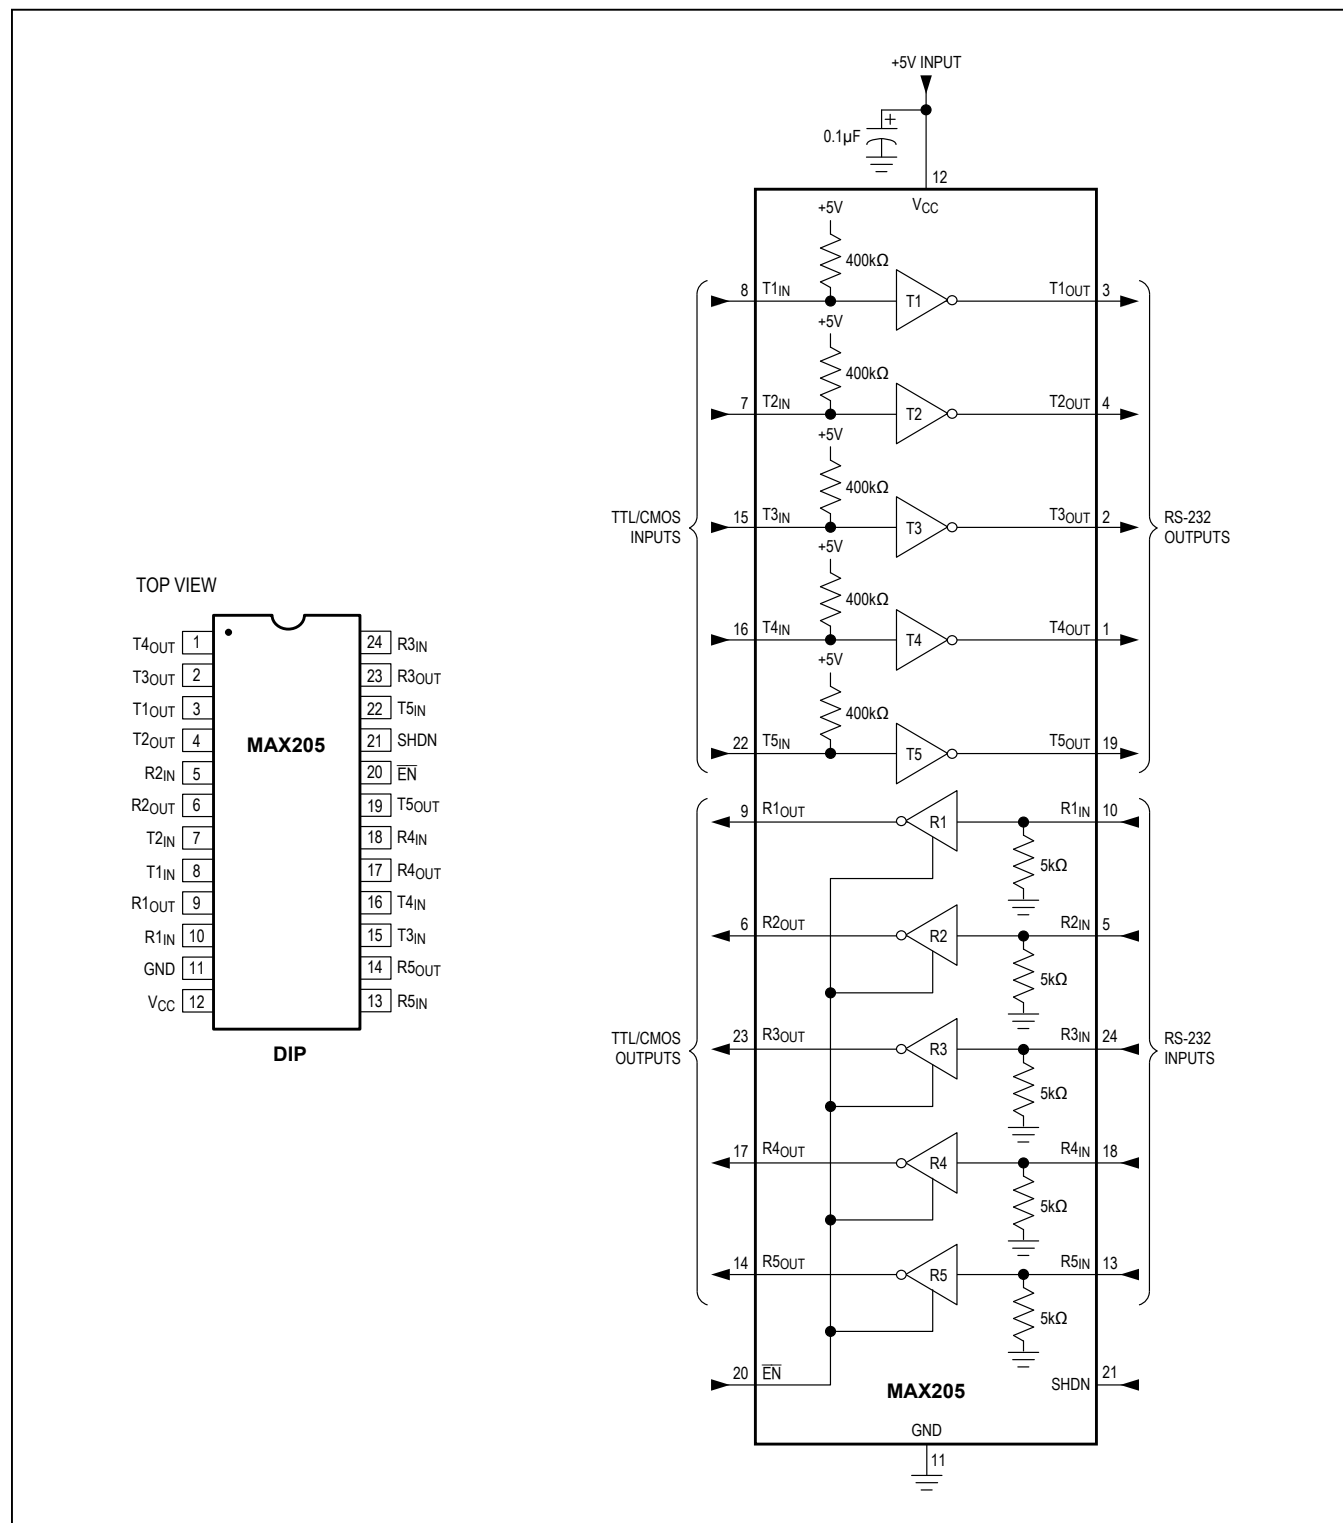 +5V INPUT
0.1µF
+
12
VCC
+5V
400kΩ
8 T1IN T1 T1OUT 3
+5V
400kΩ
7 T2IN T2 T2OUT 4
+5V
400kΩ
TTL/CMOS
INPUTS
15 T3IN T3 T3OUT 2
RS-232
OUTPUTS
+5V
400kΩ
16 T4IN T4 T4OUT 1
+5V
400kΩ
22 T5IN T5 T5OUT 19
9 R1OUT R1 R1IN 10
5kΩ
6 R2OUT R2 R2IN 5
5kΩ
TTL/CMOS
OUTPUTS
23 R3OUT R3 R3IN 24
RS-232
INPUTS
5kΩ
17 R4OUT R4 R4IN 18
5kΩ
14 R5OUT R5 R5IN 13
5kΩ
20 EN
MAX205
SHDN 21
GND
11
TOP VIEW
T4OUT 1 24 R3IN
T3OUT 2 23 R3OUT
T1OUT 3 22 T5IN
T2OUT 4 21 SHDN
MAX205
R2IN 5 20 EN
R2OUT 6 19 T5OUT
T2IN 7 18 R4IN
T1IN 8 17 R4OUT
R1OUT 9 16 T4IN
R1IN 10 15 T3IN
GND 11 14 R5OUT
VCC 12 13 R5IN
DIP